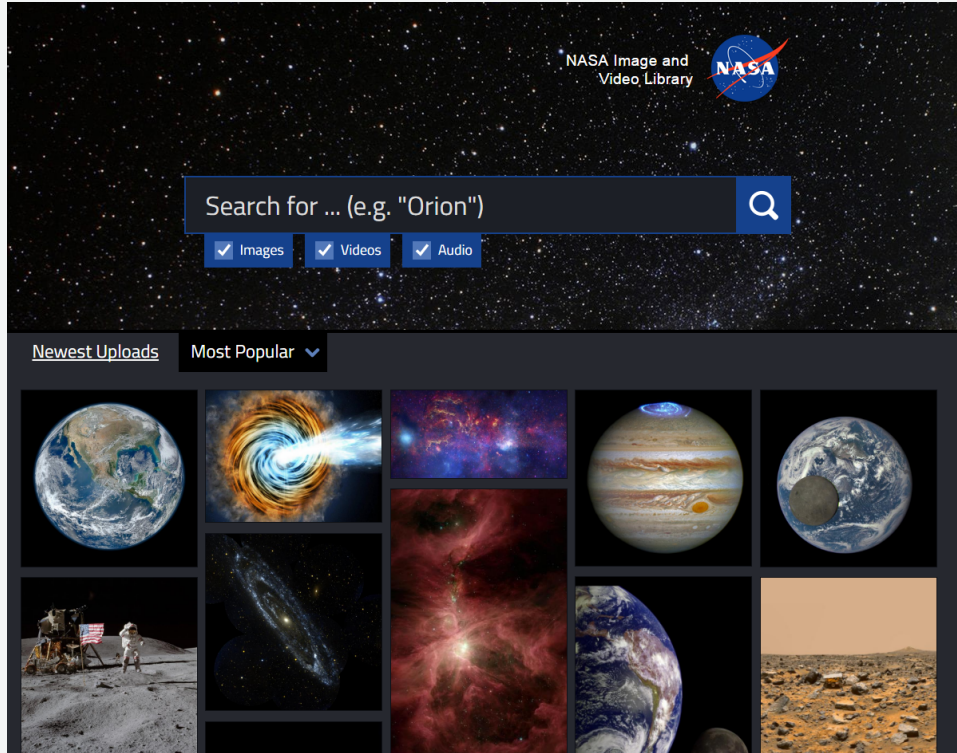 NASA Image and
Video Library
NASA
Search for ... (e.g. "Orion")
Images Videos Audio
Newest Uploads Most Popular